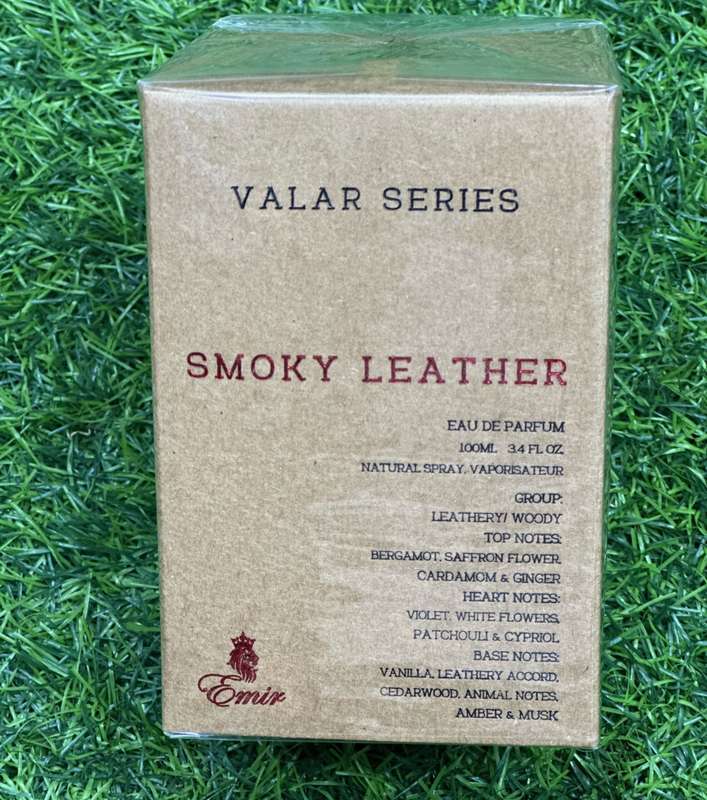 VALAR SERIES
SMOKY LEATHER
EAU DE PARFUM
100ML 3.4 FL OZ.
NATURAL SPRAY, VAPORISATEUR
GROUP:
LEATHERY/ WOODY
TOP NOTES:
BERGAMOT, SAFFRON FLOWER,
CARDAMOM & GINGER
HEART NOTES:
VIOLET, WHITE FLOWERS,
PATCHOULI & CYPRIOL
BASE NOTES:
VANILLA, LEATHERY ACCORD,
CEDARWOOD, ANIMAL NOTES,
AMBER & MUSK
Emir